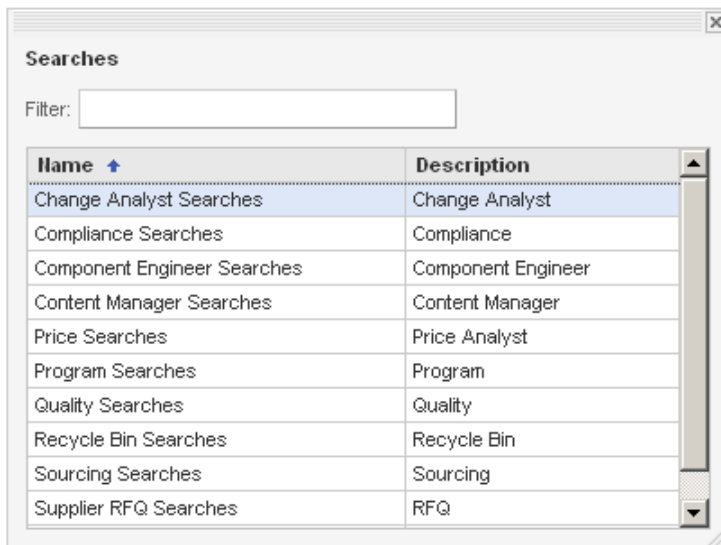 Searches
Filter:
Name Description
Change Analyst Searches Change Analyst
Compliance Searches Compliance
Component Engineer Searches Component Engineer
Content Manager Searches Content Manager
Price Searches Price Analyst
Program Searches Program
Quality Searches Quality
Recycle Bin Searches Recycle Bin
Sourcing Searches Sourcing
Supplier RFQ Searches RFQ